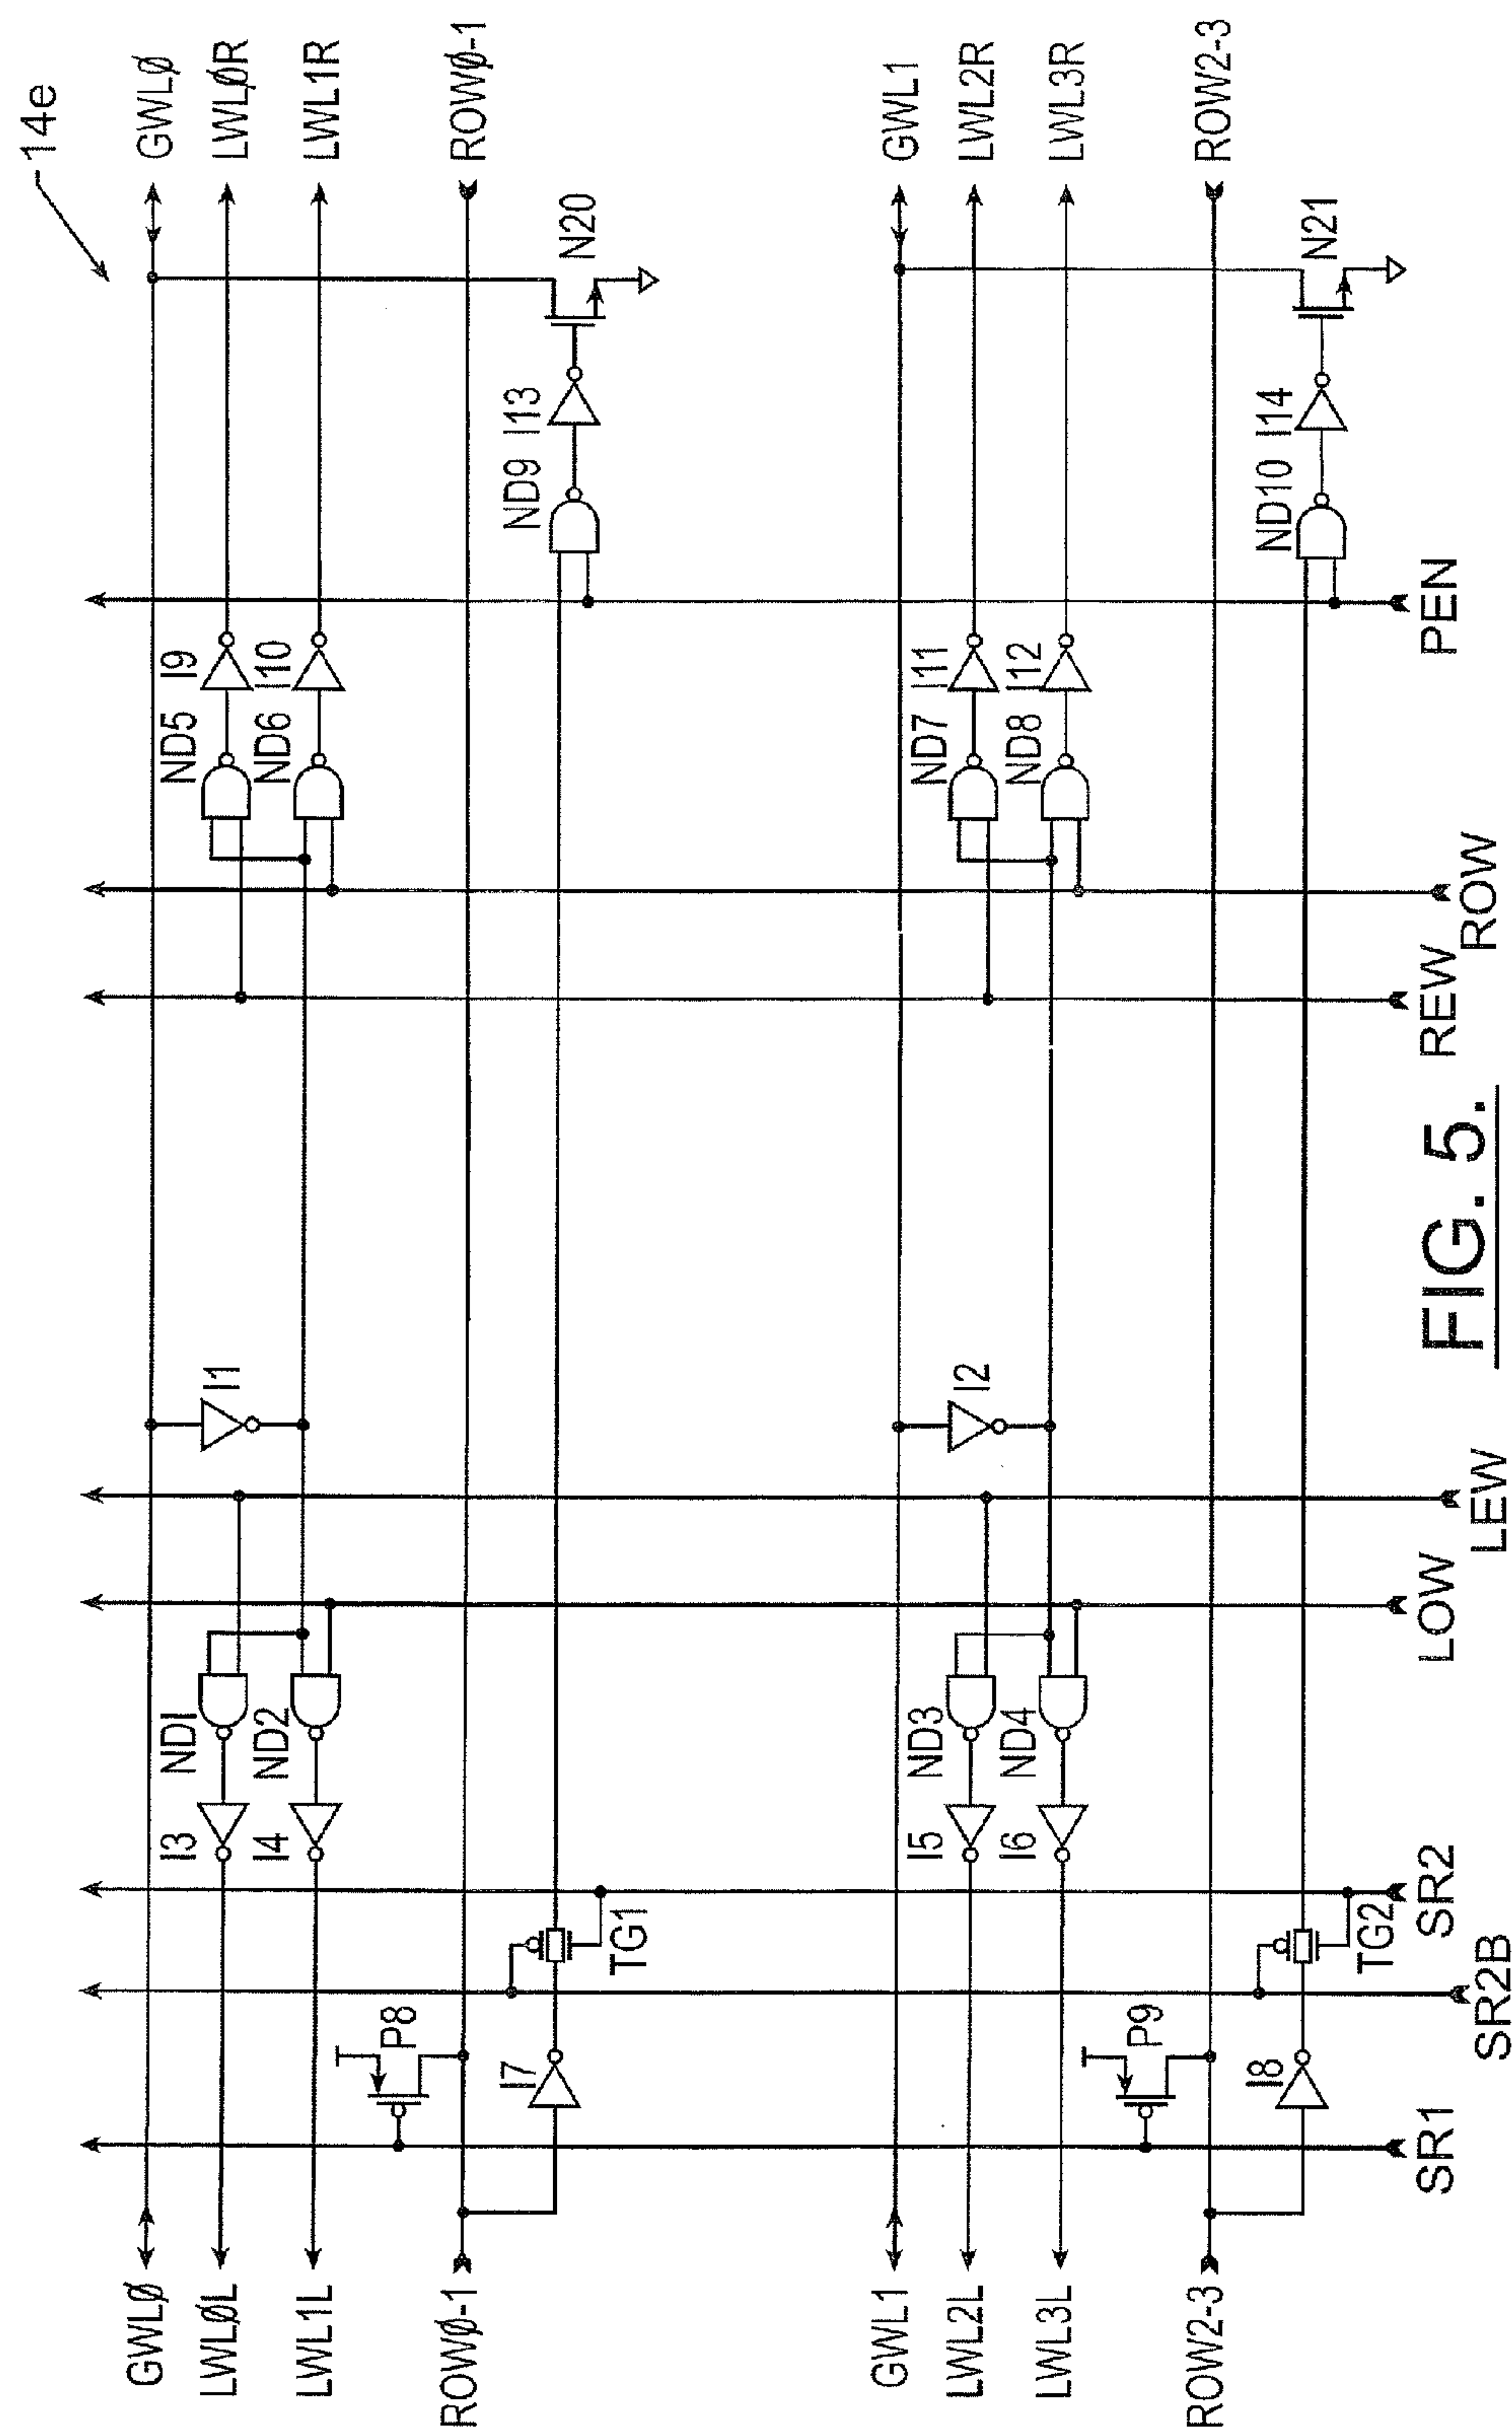 14e
GWLØ
GWLØ
LWLØL
LWLØR
LWL1L
LWL1R
ROWØ-1
ROWØ-1
I1
I3
ND1
ND5
I9
I4
ND2
ND6
I10
P8
I7
TG1
ND9
I13
N20
GWL1
GWL1
LWL2L
LWL2R
LWL3L
LWL3R
ROW2-3
ROW2-3
I2
I5
ND3
ND7
I11
I6
ND4
ND8
I12
P9
I8
TG2
ND10
I14
N21
SR1
SR2B
SR2
LOW
LEW
REW
ROW
PEN
FIG. 5.